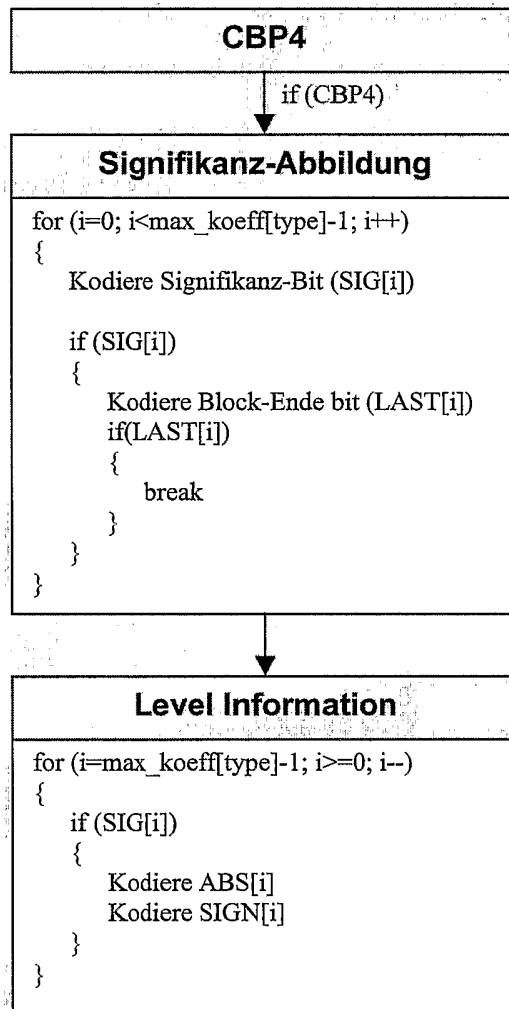 CBP4
if (CBP4)
Signifikanz-Abbildung
for (i=0; i<max_koeff[type]-1; i++)
{
Kodiere Signifikanz-Bit (SIG[i])
if (SIG[i])
{
Kodiere Block-Ende bit (LAST[i])
if(LAST[i])
{
break
}
}
}
Level Information
for (i=max_koeff[type]-1; i>=0; i--)
{
if (SIG[i])
{
Kodiere ABS[i]
Kodiere SIGN[i]
}
}